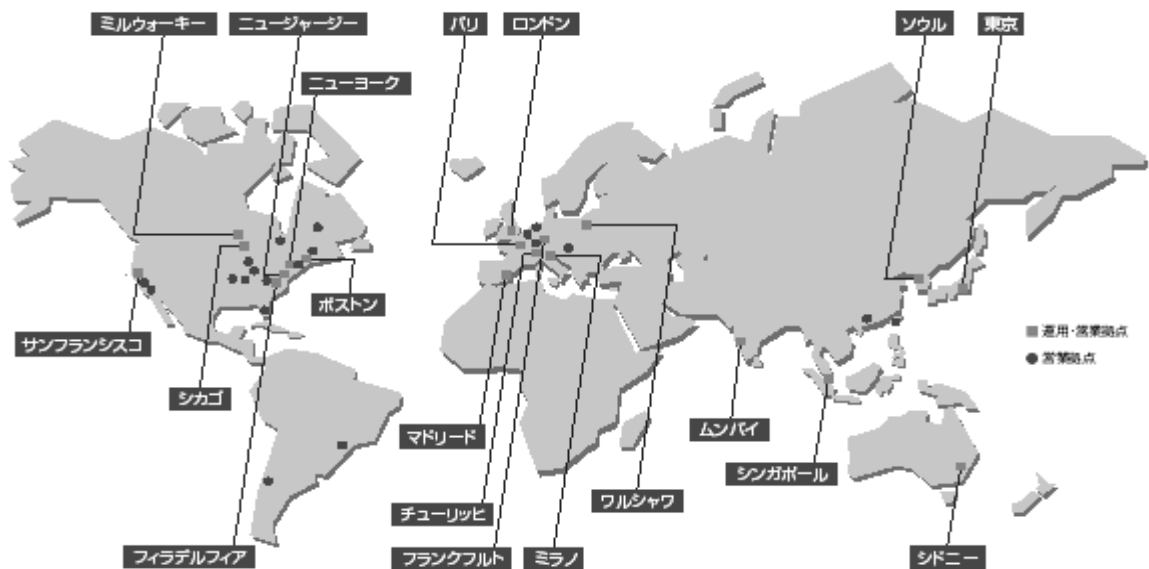 ミルウォーキー
ニュージャージー
パリ
ロンドン
ソウル
東京
ニューヨーク
ボストン
サンフランシスコ
シカゴ
■ 運用・営業拠点
● 営業拠点
マドリード
ムンバイ
シンガポール
ワルシャワ
チューリッヒ
フィラデルフィア
フランクフルト
ミラノ
シドニー